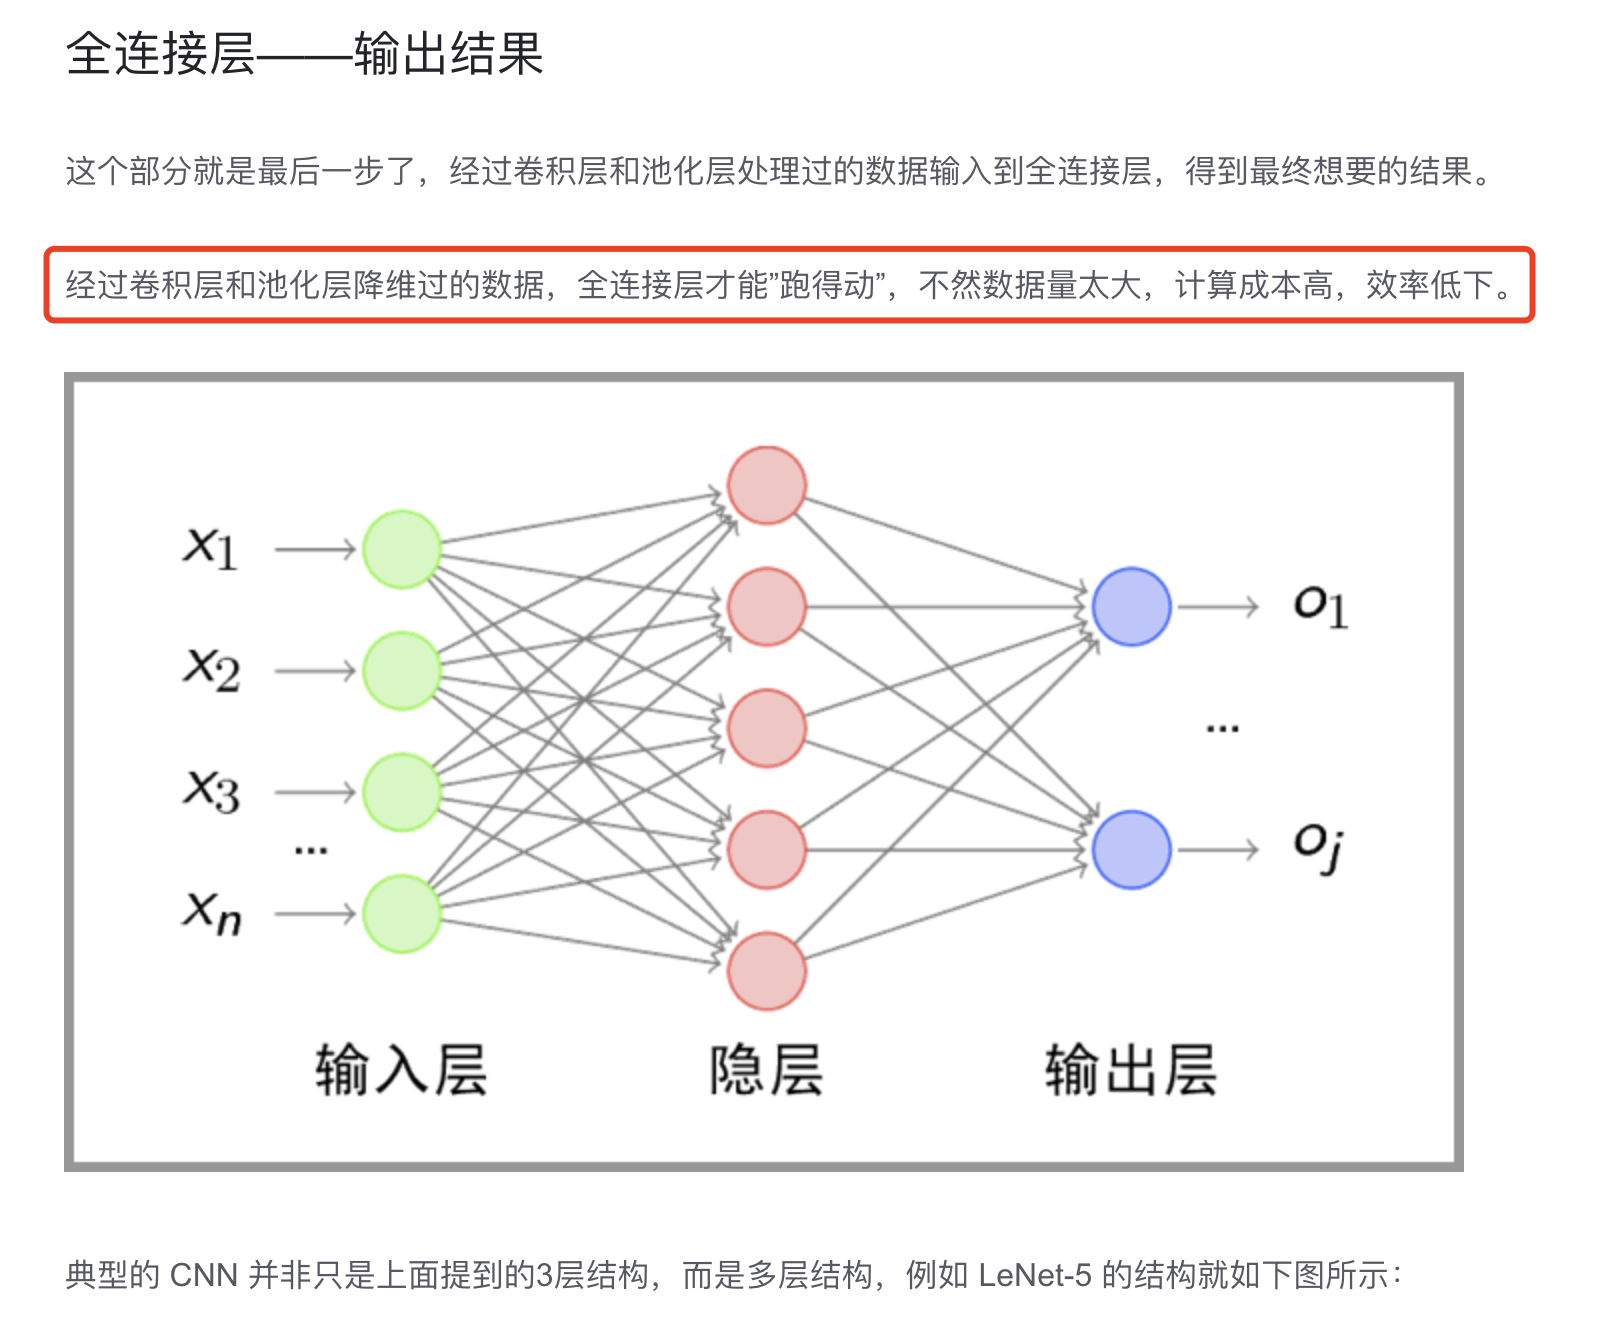 全连接层——输出结果
这个部分就是最后一步了，经过卷积层和池化层处理过的数据输入到全连接层，得到最终想要的结果。
经过卷积层和池化层降维过的数据，全连接层才能”跑得动”，不然数据量太大，计算成本高，效率低下。
x1
x2
x3
...
xn
o1
...
oj
输入层 隐层 输出层
典型的 CNN 并非只是上面提到的3层结构，而是多层结构，例如 LeNet-5 的结构就如下图所示：